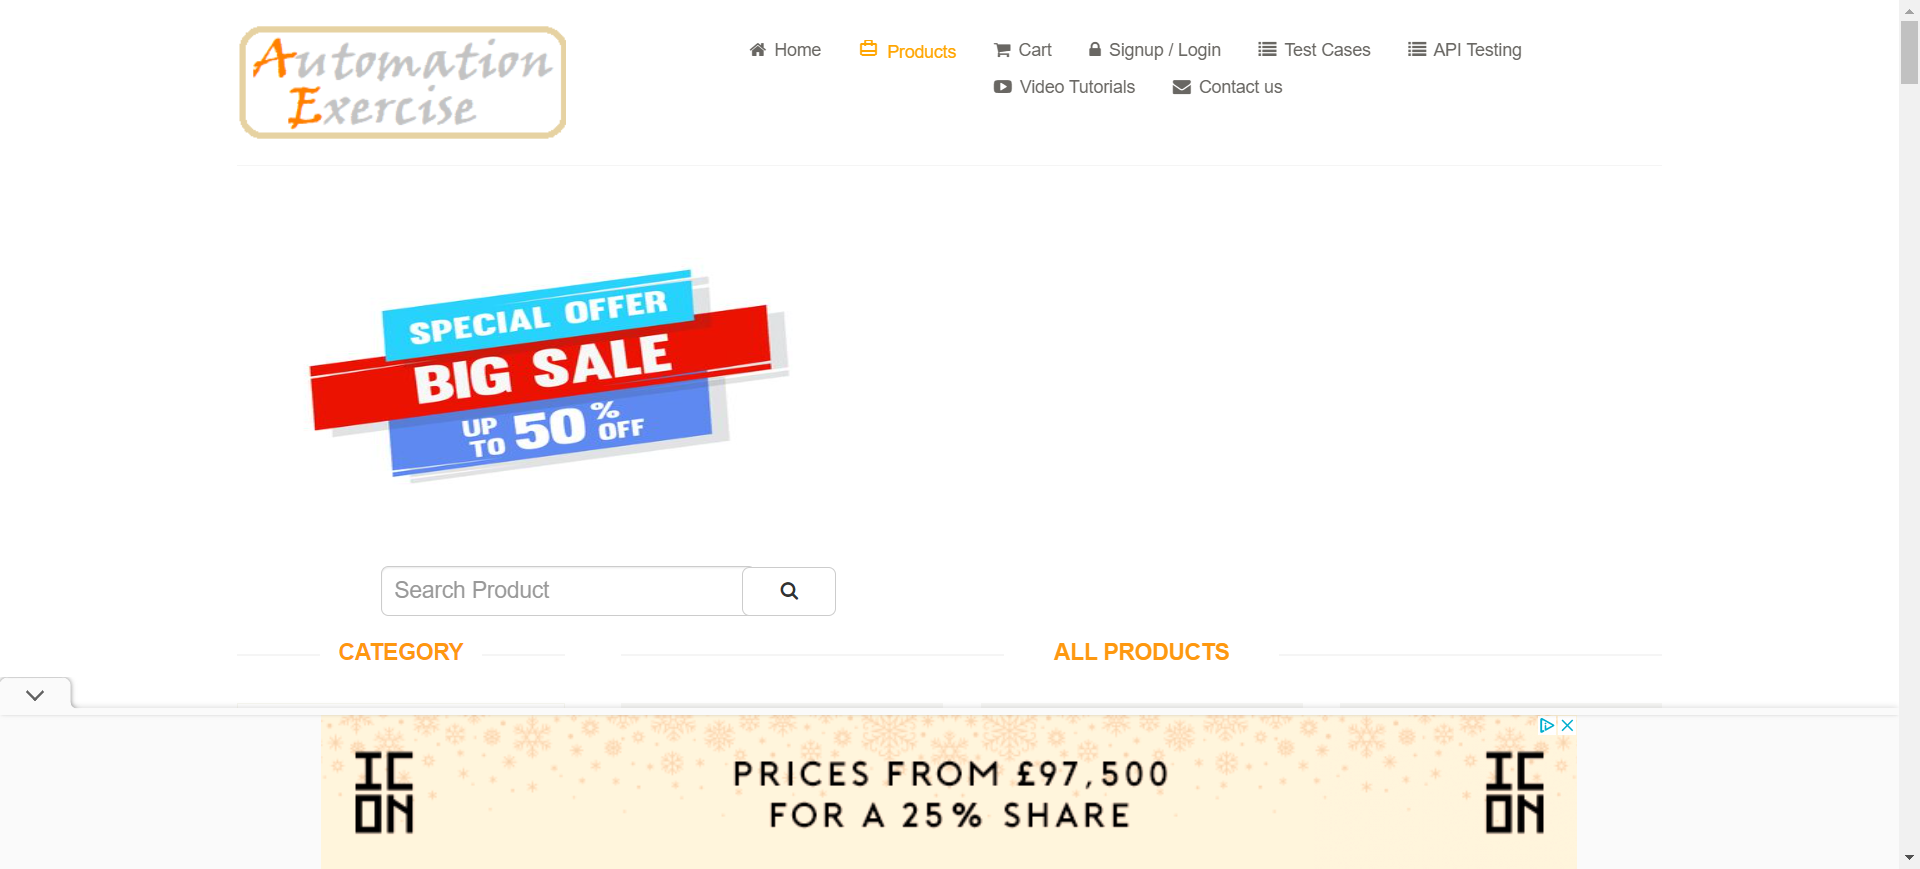 Automation
Exercise
Home
Products
Cart
Signup / Login
Test Cases
API Testing
Video Tutorials
Contact us
SPECIAL OFFER
BIG SALE
UP TO 50% OFF
Search Product
CATEGORY
ALL PRODUCTS
ICON
PRICES FROM £97,500
FOR A 25% SHARE
ICON